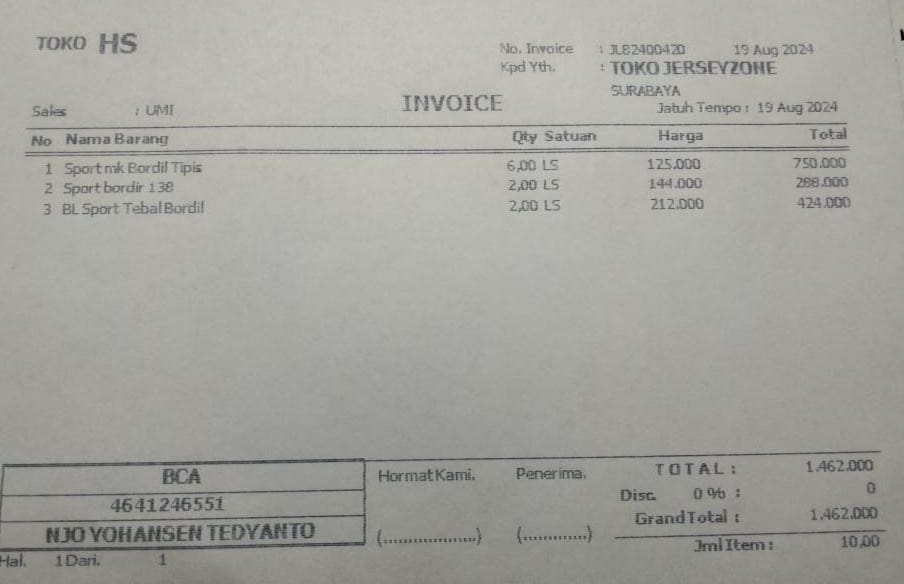 TOKO HS
No. Invoice : JL82400420 19 Aug 2024
Kpd Yth. : TOKO JERSEYZONE
SURABAYA
Sales : UMI
INVOICE
Jatuh Tempo : 19 Aug 2024
No Nama Barang Qty Satuan Harga Total
1 Sport mk Bordil Tipis 6,00 LS 125.000 750.000
2 Sport bordir 138 2,00 LS 144.000 288.000
3 BL Sport Tebal Bordil 2,00 LS 212.000 424.000
BCA
4641246551
NJO YOHANSEN TEDYANTO
Hal. 1 Dari. 1
Hormat Kami. Penerima.
(...................) (.............)
TOTAL : 1.462.000
Disc. 0 % : 0
Grand Total : 1.462.000
Jml Item : 10,00